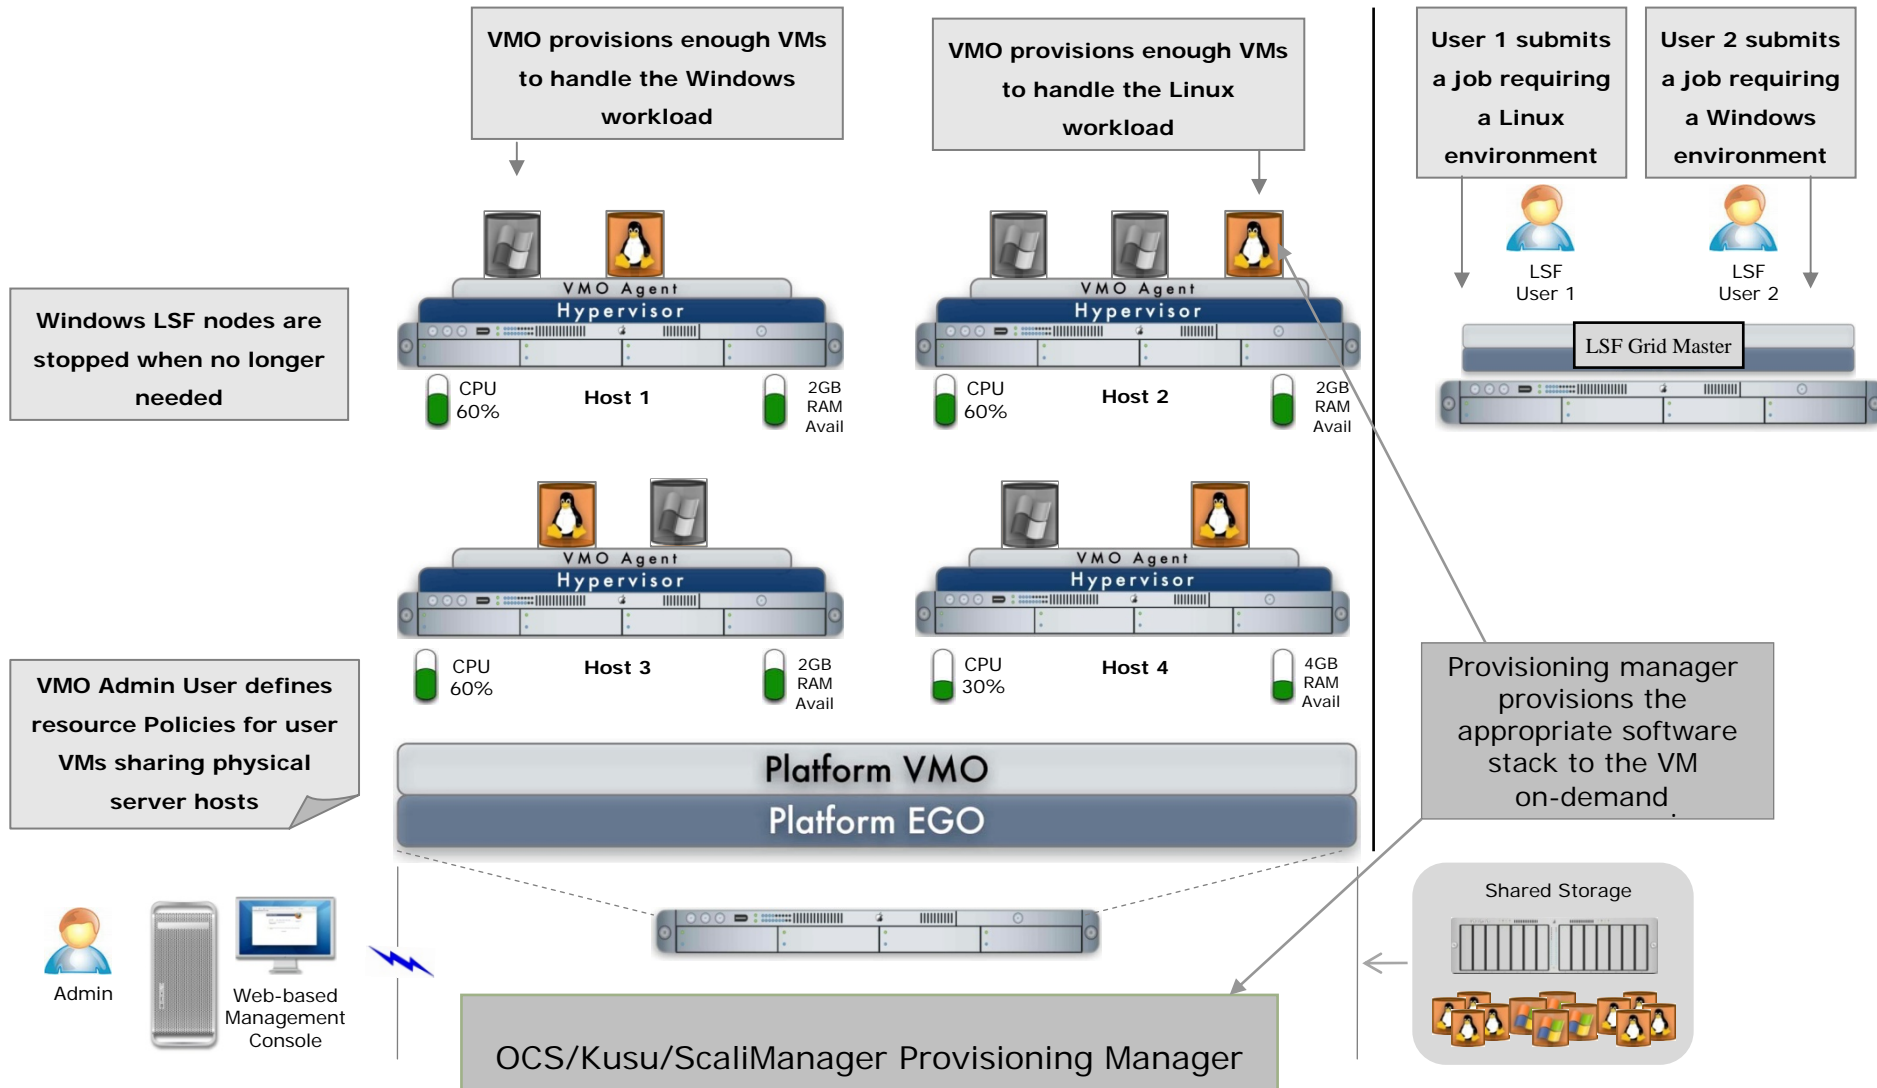 VMO provisions enough VMs
to handle the Windows
workload
VMO provisions enough VMs
to handle the Linux
workload
User 1 submits
a job requiring
a Linux
environment
User 2 submits
a job requiring
a Windows
environment
LSF
User 1
LSF
User 2
LSF Grid Master
Windows LSF nodes are
stopped when no longer
needed
VMO Agent
Hypervisor
CPU
60%
Host 1
2GB
RAM
Avail
VMO Agent
Hypervisor
CPU
60%
Host 2
2GB
RAM
Avail
VMO Agent
Hypervisor
CPU
60%
Host 3
2GB
RAM
Avail
VMO Agent
Hypervisor
CPU
30%
Host 4
4GB
RAM
Avail
VMO Admin User defines
resource Policies for user
VMs sharing physical
server hosts
Provisioning manager
provisions the
appropriate software
stack to the VM
on-demand
.
Platform VMO
Platform EGO
Admin
Web-based
Management
Console
Shared Storage
OCS/Kusu/ScaliManager Provisioning Manager